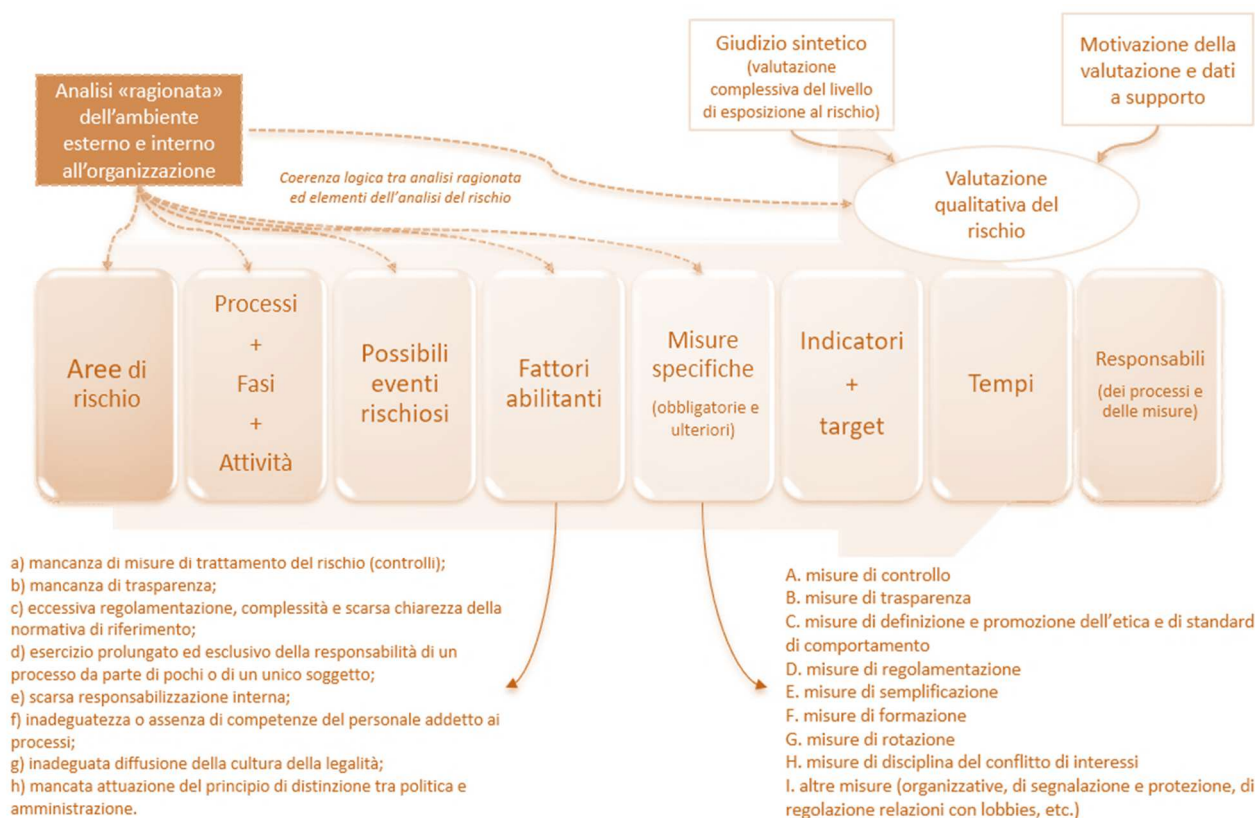 Analisi «ragionata»
dell'ambiente
esterno e interno
all'organizzazione
Giudizio sintetico
(valutazione
complessiva del livello
di esposizione al rischio)
Motivazione della
valutazione e dati
a supporto
Coerenza logica tra analisi ragionata
ed elementi dell'analisi del rischio
Valutazione
qualitativa del
rischio
Aree di
rischio
Processi
+
Fasi
+
Attività
Possibili
eventi
rischiosi
Fattori
abilitanti
Misure
specifiche
(obbligatorie e
ulteriori)
Indicatori
+
target
Tempi
Responsabili
(dei processi e
delle misure)
a) mancanza di misure di trattamento del rischio (controlli);
b) mancanza di trasparenza;
c) eccessiva regolamentazione, complessità e scarsa chiarezza della
normativa di riferimento;
d) esercizio prolungato ed esclusivo della responsabilità di un
processo da parte di pochi o di un unico soggetto;
e) scarsa responsabilizzazione interna;
f) inadeguatezza o assenza di competenze del personale addetto ai
processi;
g) inadeguata diffusione della cultura della legalità;
h) mancata attuazione del principio di distinzione tra politica e
amministrazione.
A. misure di controllo
B. misure di trasparenza
C. misure di definizione e promozione dell'etica e di standard
di comportamento
D. misure di regolamentazione
E. misure di semplificazione
F. misure di formazione
G. misure di rotazione
H. misure di disciplina del conflitto di interessi
I. altre misure (organizzative, di segnalazione e protezione, di
regolazione relazioni con lobbies, etc.)